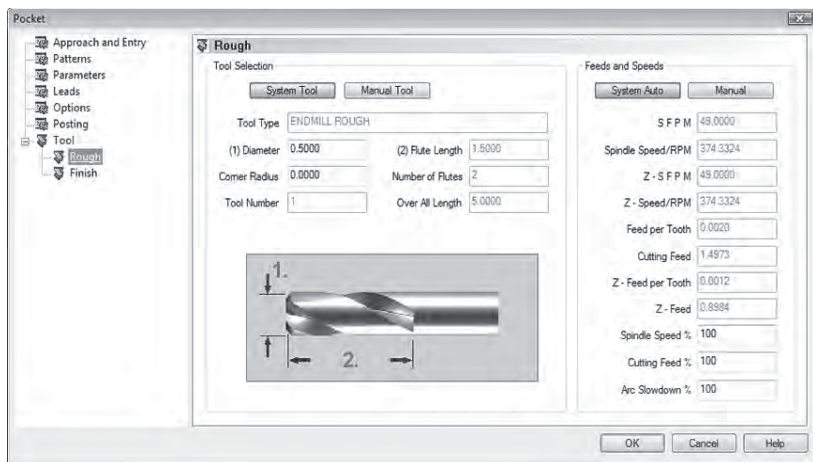 Pocket
Approach and Entry
Patterns
Parameters
Leads
Options
Posting
Tool
Rough
Finish
Rough
Tool Selection
System Tool Manual Tool
Tool Type ENDMILL ROUGH
(1) Diameter 0.5000 (2) Flute Length 1.5000
Corner Radius 0.0000 Number of Flutes 2
Tool Number 1 Over All Length 5.0000
1.
2.
Feeds and Speeds
System Auto Manual
S F P M 49.0000
Spindle Speed/RPM 374.3324
Z - S F P M 49.0000
Z - Speed/RPM 374.3324
Feed per Tooth 0.0020
Cutting Feed 1.4973
Z - Feed per Tooth 0.0012
Z - Feed 0.8984
Spindle Speed % 100
Cutting Feed % 100
Arc Slowdown % 100
OK Cancel Help